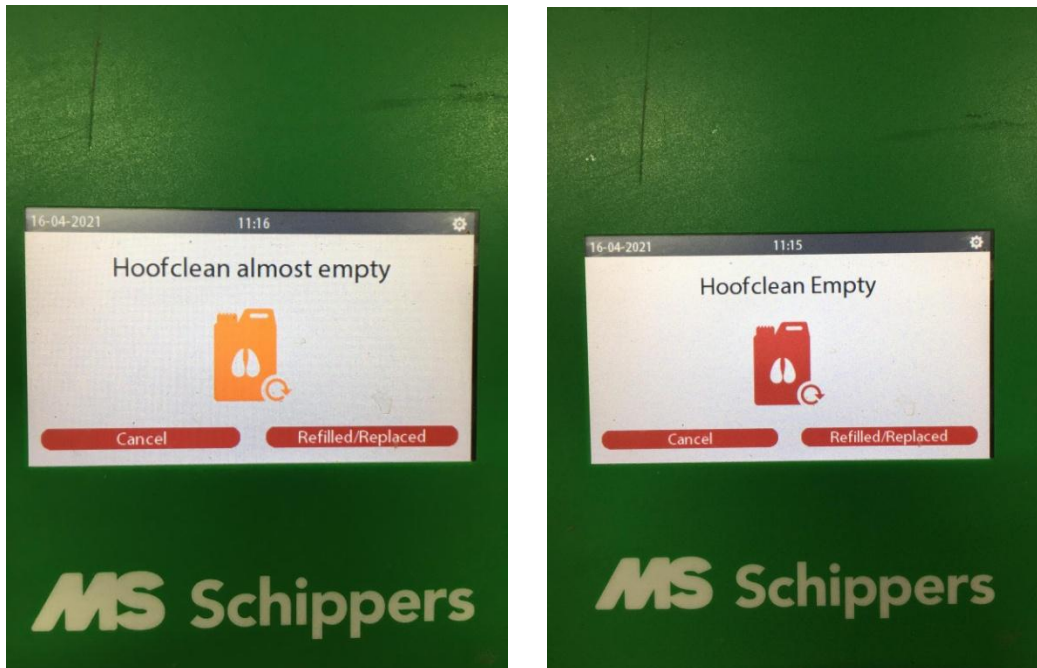 16-04-2021 11:16
Hoofclean almost empty
Cancel Refilled/Replaced
MS Schippers
16-04-2021 11:15
Hoofclean Empty
Cancel Refilled/Replaced
MS Schippers